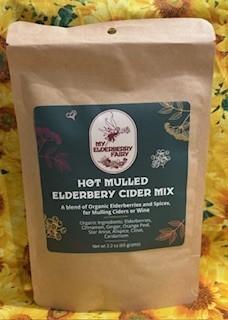 MY
ELDERBERRY
FAIRY
HOT MULLED
ELDERBERY CIDER MIX
A blend of Organic Elderberries and Spices,
for Mulling Ciders or Wine
Organic Ingredients: Elderberries,
Cinnamon, Ginger, Orange Peel,
Star Anise, Allspice, Clove,
Cardamom
Net wt 2.2 oz (65 grams)